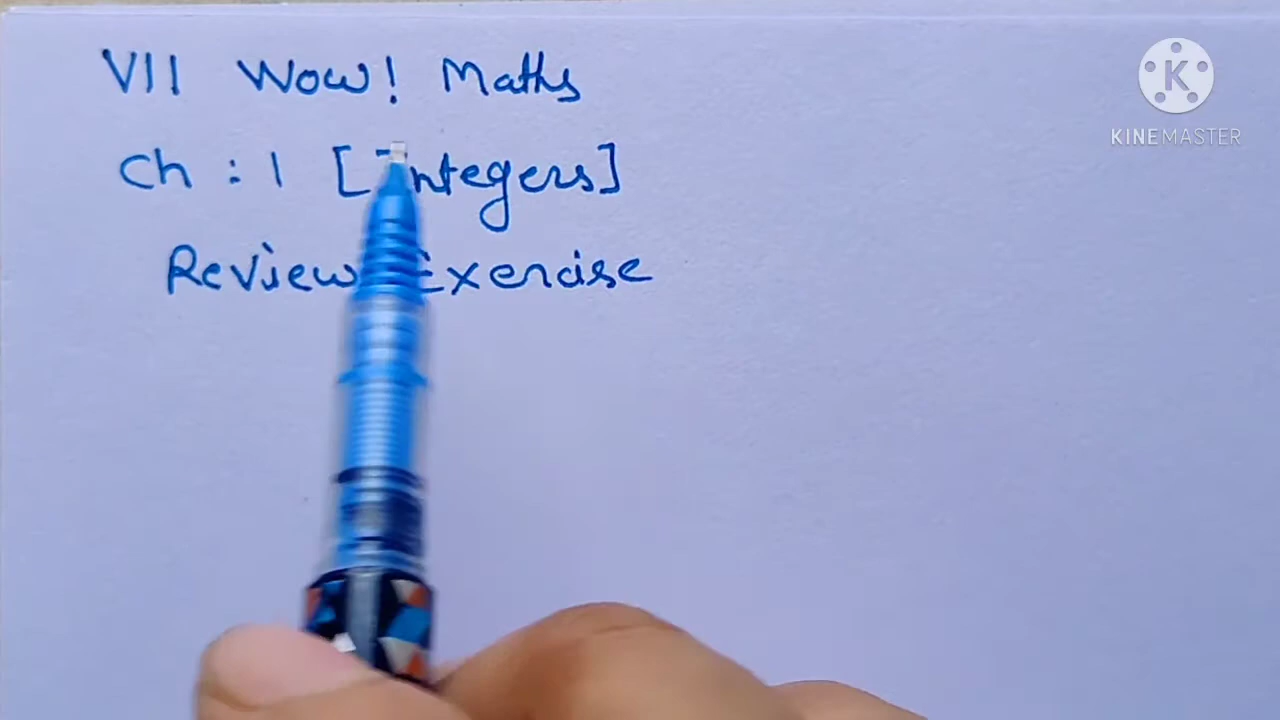 VII Wow! Maths
Ch : 1 [Integers]
Review Exercise
K
KINEMASTER